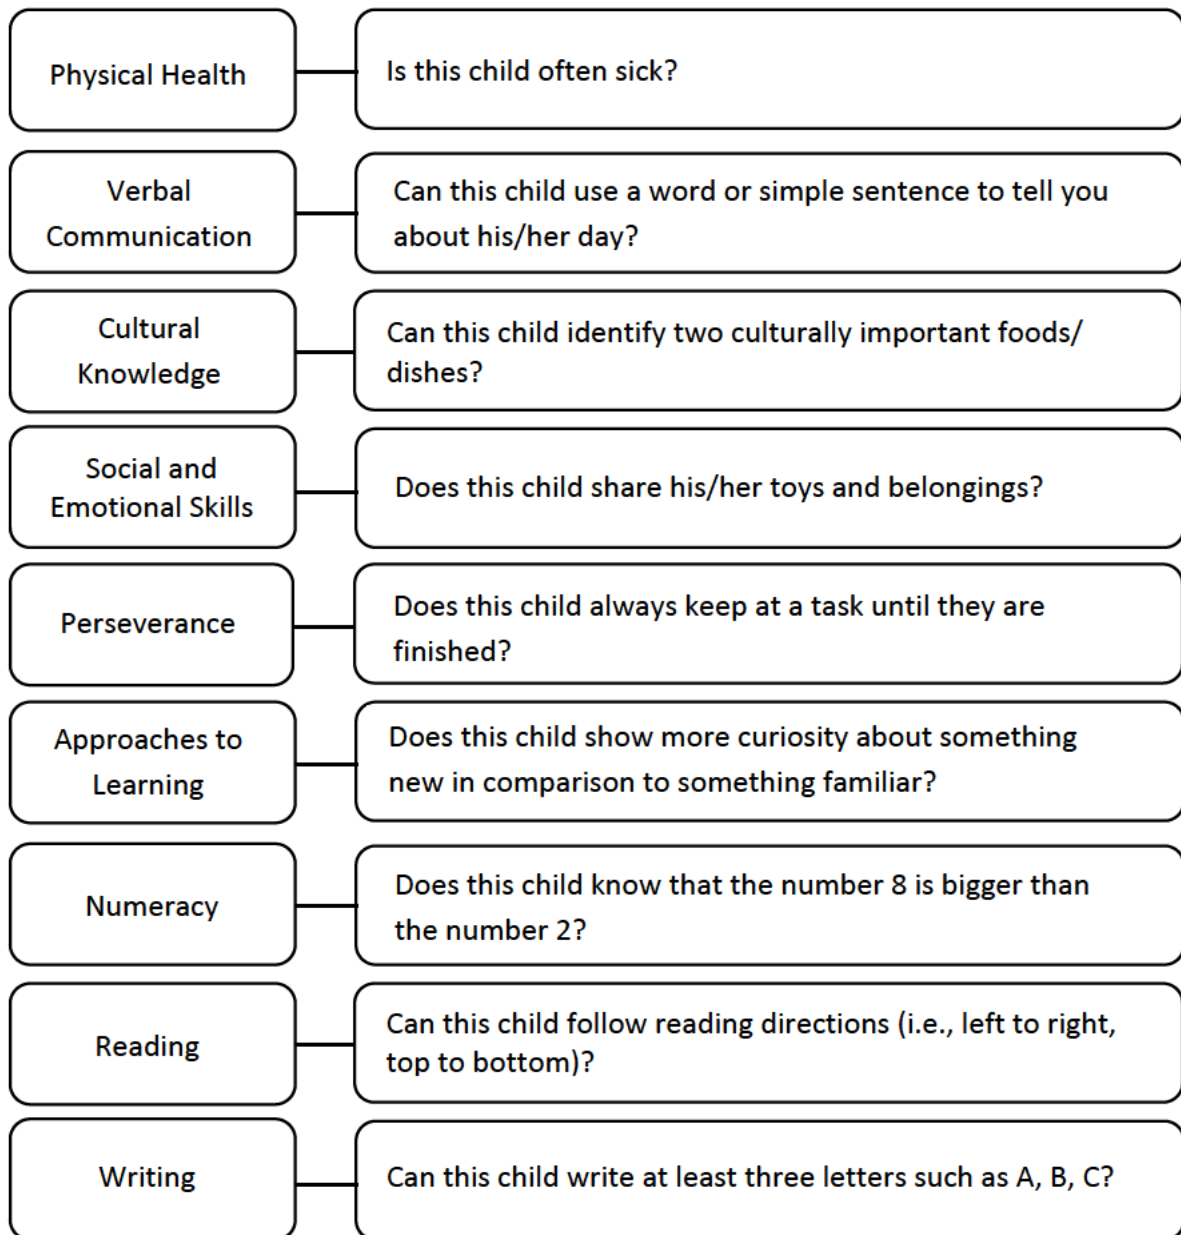 Physical Health
Is this child often sick?
Verbal
Communication
Can this child use a word or simple sentence to tell you
about his/her day?
Cultural
Knowledge
Can this child identify two culturally important foods/
dishes?
Social and
Emotional Skills
Does this child share his/her toys and belongings?
Perseverance
Does this child always keep at a task until they are
finished?
Approaches to
Learning
Does this child show more curiosity about something
new in comparison to something familiar?
Numeracy
Does this child know that the number 8 is bigger than
the number 2?
Reading
Can this child follow reading directions (i.e., left to right,
top to bottom)?
Writing
Can this child write at least three letters such as A, B, C?